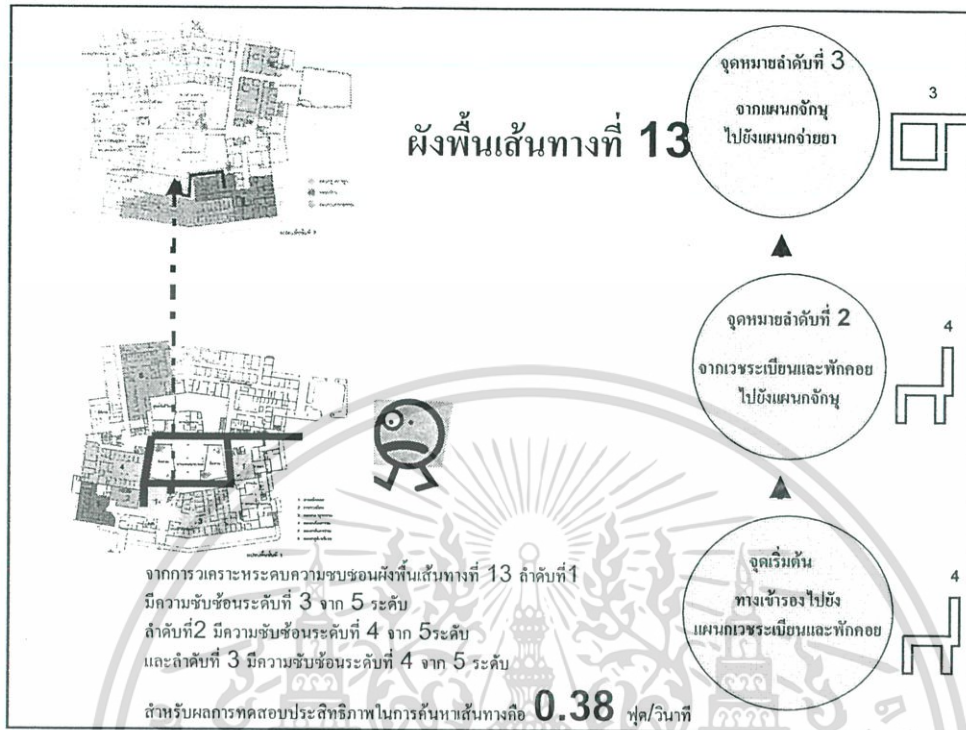 ผังพื้นเส้นทางที่ 13
จุดหมายลำดับที่ 3
จากแผนกจักษุ
ไปยังแผนกจ่ายยา
3
จุดหมายลำดับที่ 2
จากเวชระเบียนและพักคอย
ไปยังแผนกจักษุ
4
จุดเริ่มต้น
ทางเข้ารองไปยัง
แผนกเวชระเบียนและพักคอย
4
จากการวิเคราะห์ระดับความซับซ้อนผังพื้นเส้นทางที่ 13 ลำดับที่1
มีความซับซ้อนระดับที่ 3 จาก 5 ระดับ
ลำดับที่2 มีความซับซ้อนระดับที่ 4 จาก 5ระดับ
และลำดับที่ 3 มีความซับซ้อนระดับที่ 4 จาก 5 ระดับ
สำหรับผลการทดสอบประสิทธิภาพในการค้นหาเส้นทางคือ 0.38 ฟุต/วินาที